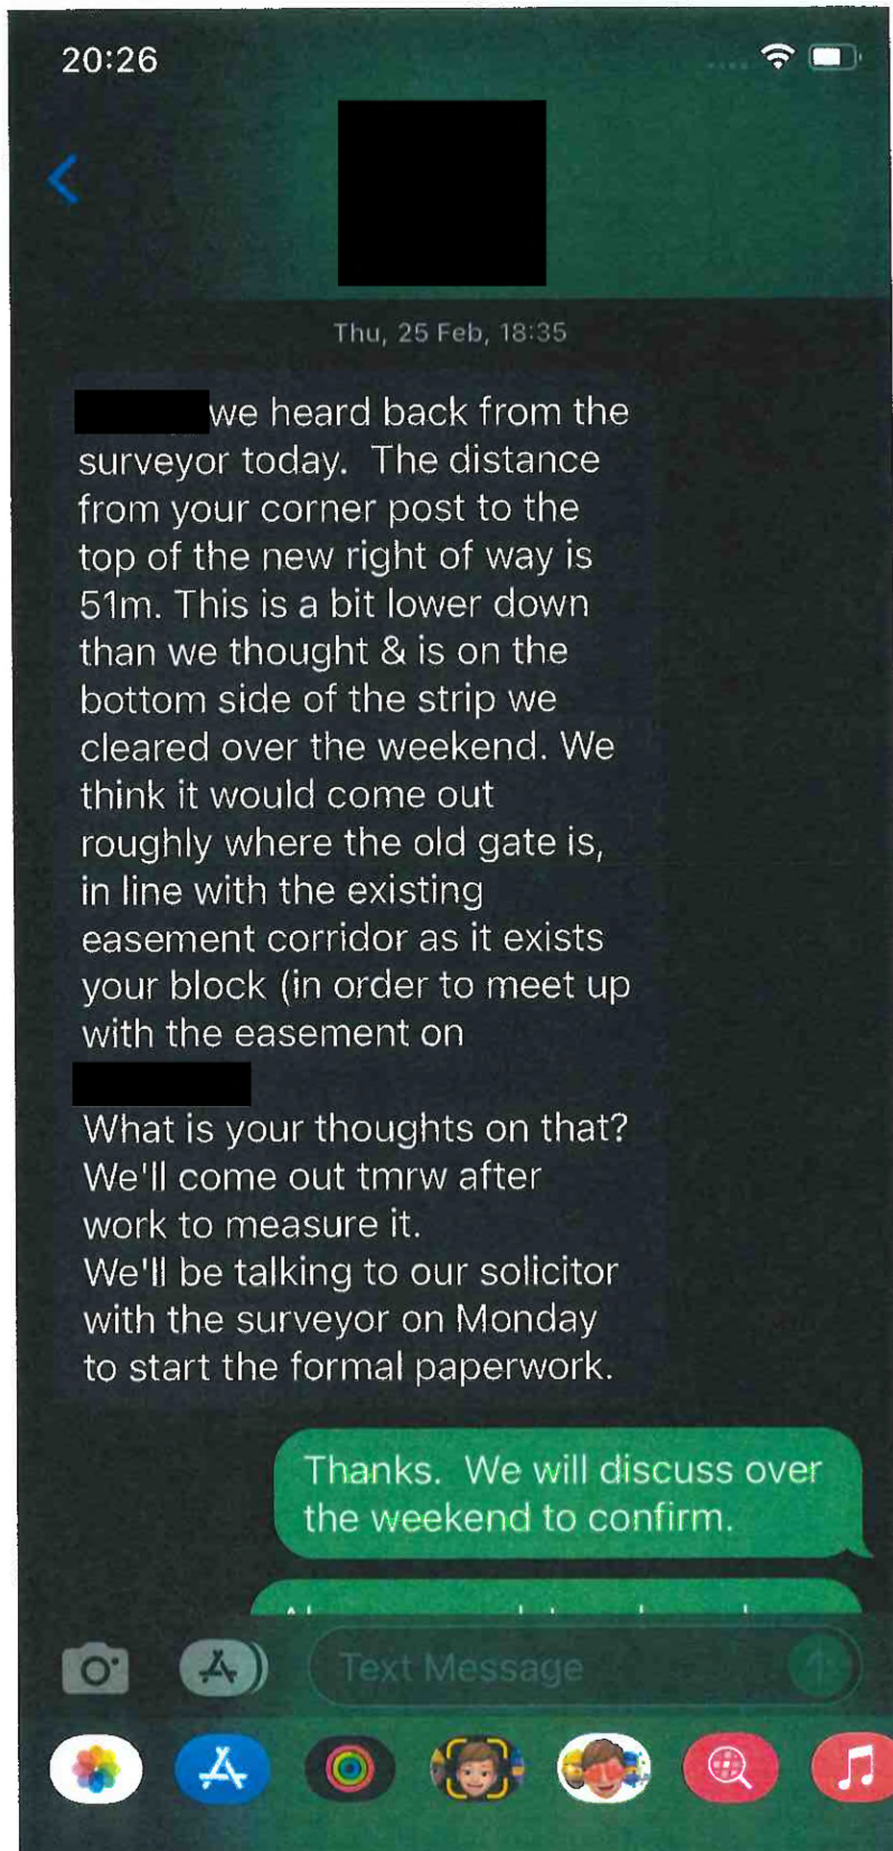 20:26
Thu, 25 Feb, 18:35
we heard back from the
surveyor today.  The distance
from your corner post to the
top of the new right of way is
51m. This is a bit lower down
than we thought & is on the
bottom side of the strip we
cleared over the weekend. We
think it would come out
roughly where the old gate is,
in line with the existing
easement corridor as it exists
your block (in order to meet up
with the easement on
What is your thoughts on that?
We'll come out tmrw after
work to measure it.
We'll be talking to our solicitor
with the surveyor on Monday
to start the formal paperwork.
Thanks.  We will discuss over
the weekend to confirm.
Text Message